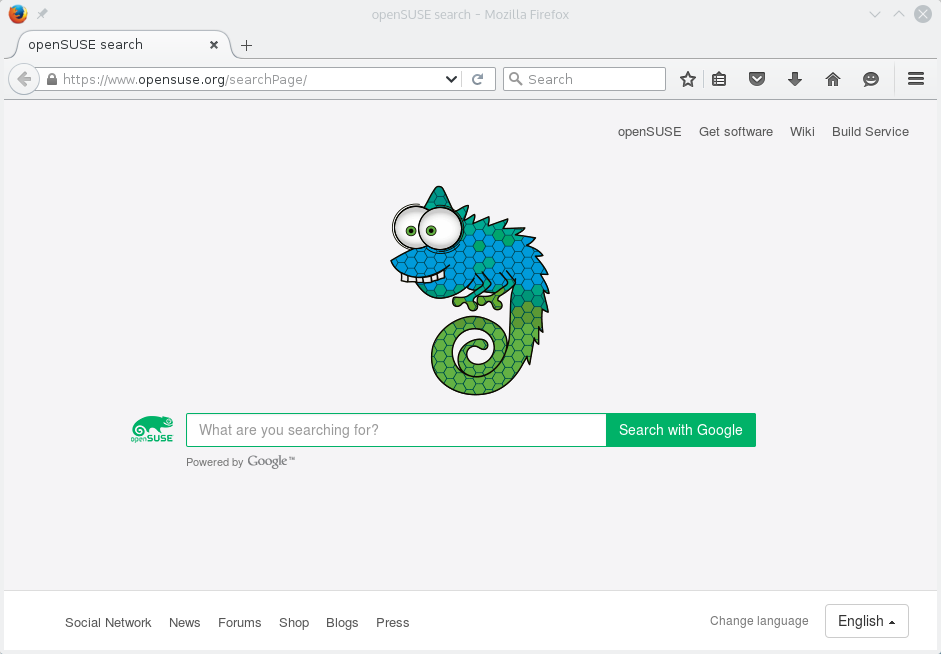 openSUSE search - Mozilla Firefox
openSUSE search
https://www.opensuse.org/searchPage/
Search
openSUSE Get software Wiki Build Service
openSUSE
What are you searching for?
Search with Google
Powered by Google™
Social Network News Forums Shop Blogs Press
Change language
English